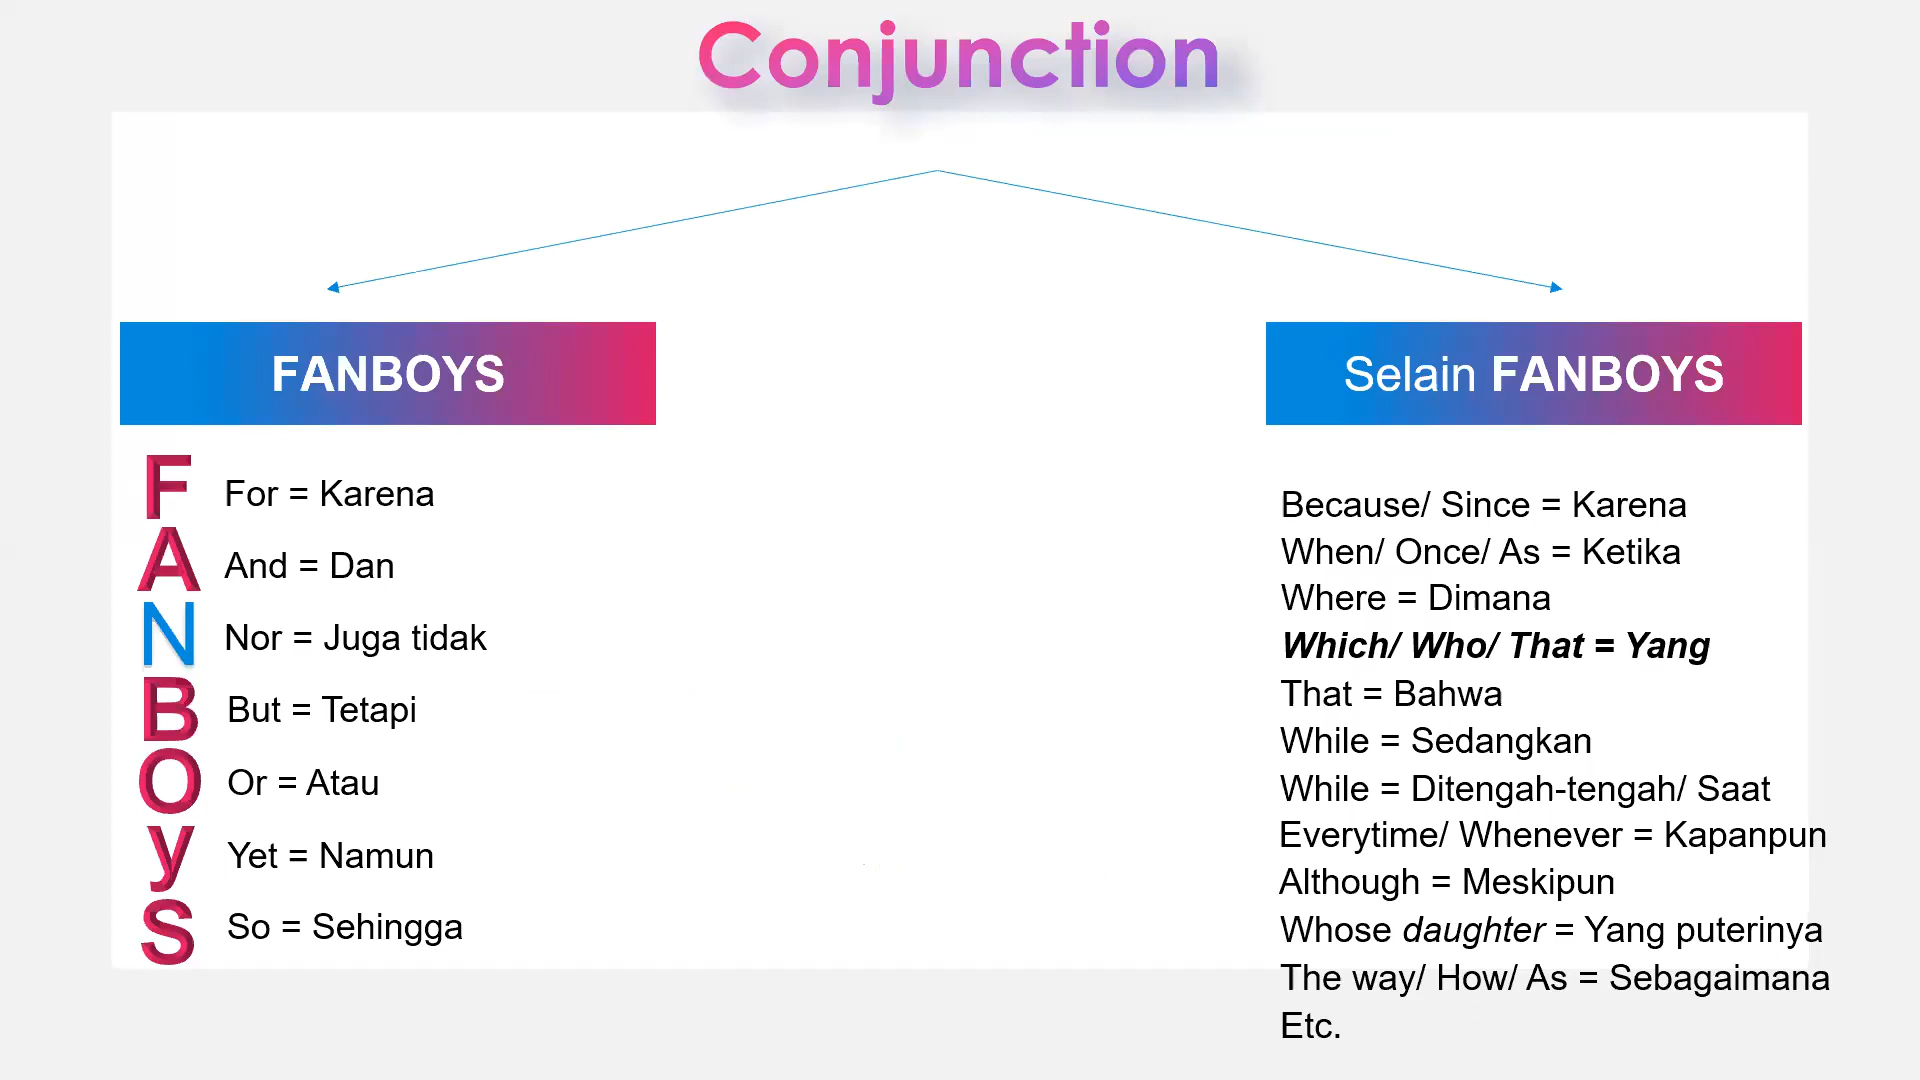 Conjunction
FANBOYS
F For = Karena
A And = Dan
N Nor = Juga tidak
B But = Tetapi
O Or = Atau
y Yet = Namun
S So = Sehingga
Selain FANBOYS
Because/ Since = Karena
When/ Once/ As = Ketika
Where = Dimana
Which/ Who/ That = Yang
That = Bahwa
While = Sedangkan
While = Ditengah-tengah/ Saat
Everytime/ Whenever = Kapanpun
Although = Meskipun
Whose daughter = Yang puterinya
The way/ How/ As = Sebagaimana
Etc.